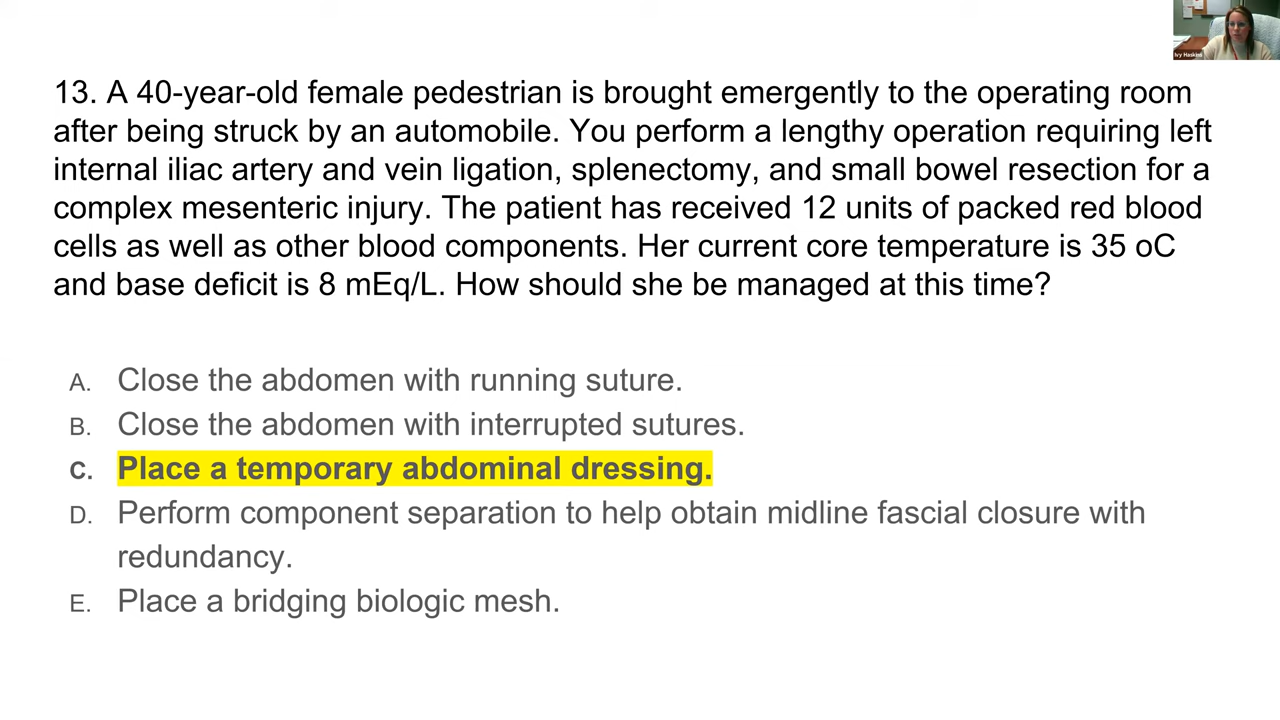 Ivy Haskins
13. A 40-year-old female pedestrian is brought emergently to the operating room
after being struck by an automobile. You perform a lengthy operation requiring left
internal iliac artery and vein ligation, splenectomy, and small bowel resection for a
complex mesenteric injury. The patient has received 12 units of packed red blood
cells as well as other blood components. Her current core temperature is 35 oC
and base deficit is 8 mEq/L. How should she be managed at this time?
A. Close the abdomen with running suture.
B. Close the abdomen with interrupted sutures.
C. Place a temporary abdominal dressing.
D. Perform component separation to help obtain midline fascial closure with
redundancy.
E. Place a bridging biologic mesh.